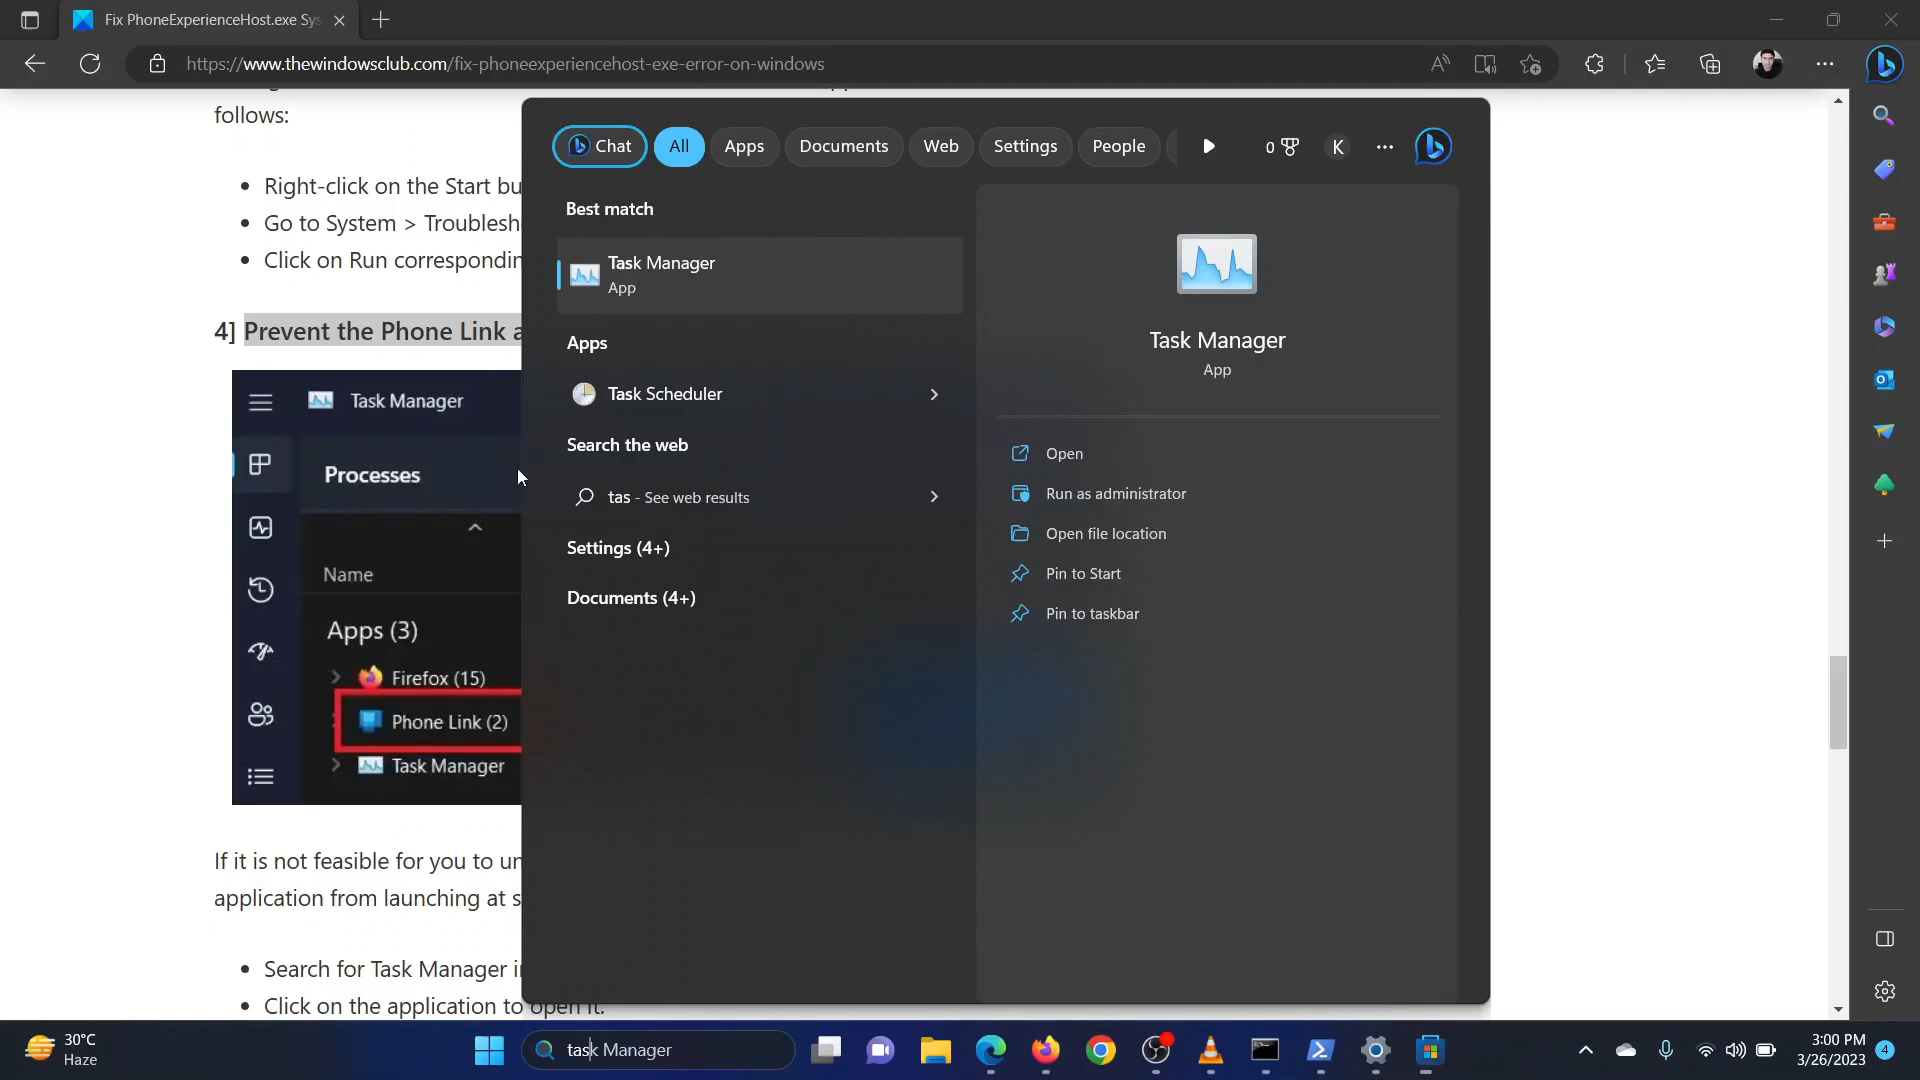 Fix PhoneExperienceHost.exe Sys
https://www.thewindowsclub.com/fix-phoneexperiencehost-exe-error-on-windows
follows:
Right-click on the Start bu
Go to System > Troublesh
Click on Run correspondin
4] Prevent the Phone Link a
Task Manager
Processes
Name
Apps (3)
Firefox (15)
Phone Link (2)
Task Manager
If it is not feasible for you to un
application from launching at s
Search for Task Manager in
Click on the application to open it.
Chat
All
Apps
Documents
Web
Settings
People
0
K
Best match
Task Manager
App
Apps
Task Scheduler
Search the web
tas - See web results
Settings (4+)
Documents (4+)
Task Manager
App
Open
Run as administrator
Open file location
Pin to Start
Pin to taskbar
30°C
Haze
task Manager
3:00 PM
3/26/2023
4